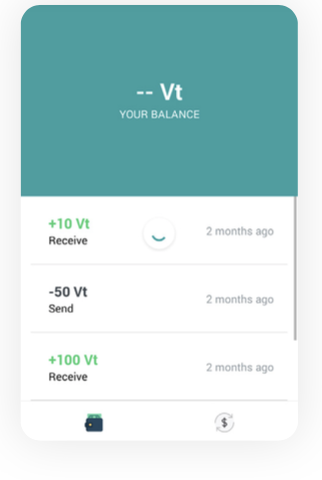 -- Vt
YOUR BALANCE
+10 Vt
Receive
2 months ago
-50 Vt
Send
2 months ago
+100 Vt
Receive
2 months ago
$